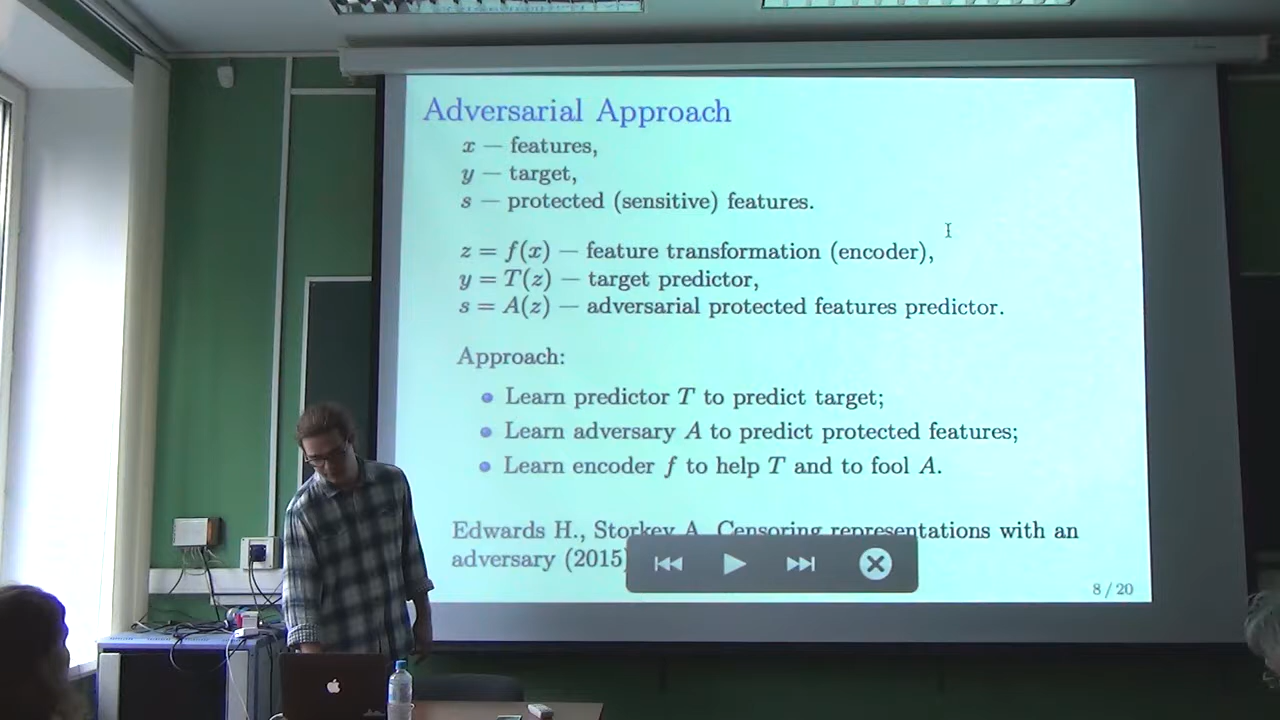 Adversarial Approach
x — features,
y — target,
s — protected (sensitive) features.
z = f(x) — feature transformation (encoder),
y = T(z) — target predictor,
s = A(z) — adversarial protected features predictor.
Approach:
Learn predictor T to predict target;
Learn adversary A to predict protected features;
Learn encoder f to help T and to fool A.
Edwards H., Storkey A. Censoring representations with an
adversary (2015)
8 / 20